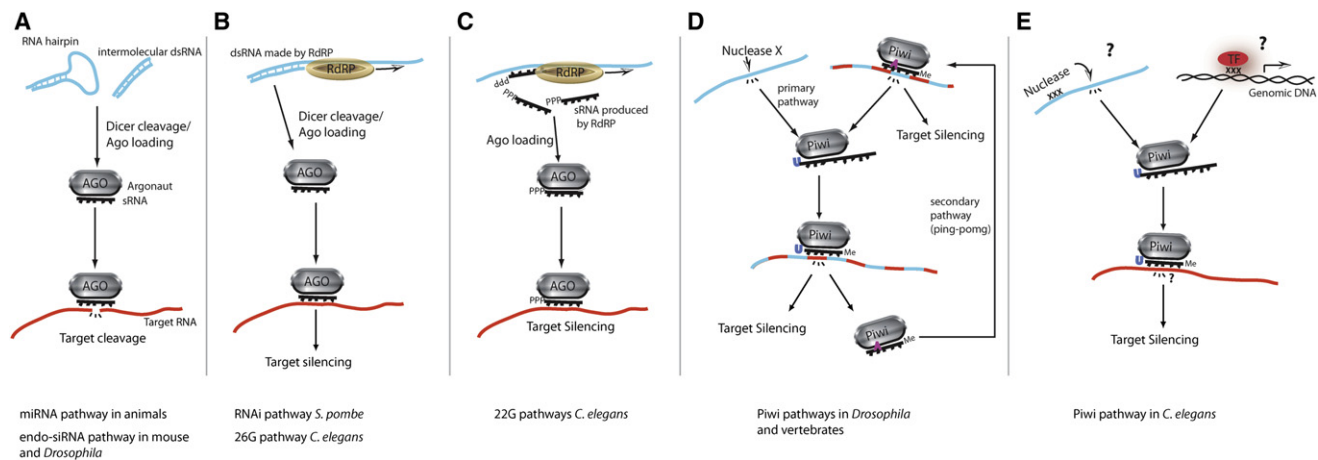 A
RNA hairpin
intermolecular dsRNA
Dicer cleavage/
Ago loading
AGO
Argonaut
sRNA
AGO
Target RNA
Target cleavage
miRNA pathway in animals
endo-siRNA pathway in mouse
and Drosophila
B
dsRNA made by RdRP
RdRP
Dicer cleavage/
Ago loading
AGO
AGO
Target silencing
RNAi pathway S. pombe
26G pathway C. elegans
C
RdRP
PPP
PPP
PPP
sRNA produced
by RdRP
Ago loading
AGO
PPP
AGO
PPP
Target Silencing
22G pathways C. elegans
D
Nuclease X
Piwi
Me
primary
pathway
Target Silencing
Piwi
U
secondary
pathway
(ping-pomg)
Piwi
U
Me
Target Silencing
Piwi
Me
Piwi pathways in Drosophila
and vertebrates
E
?
?
Nuclease
xxx
TF
xxx
Genomic DNA
Piwi
U
Piwi
U
Me
?
Target Silencing
Piwi pathway in C. elegans